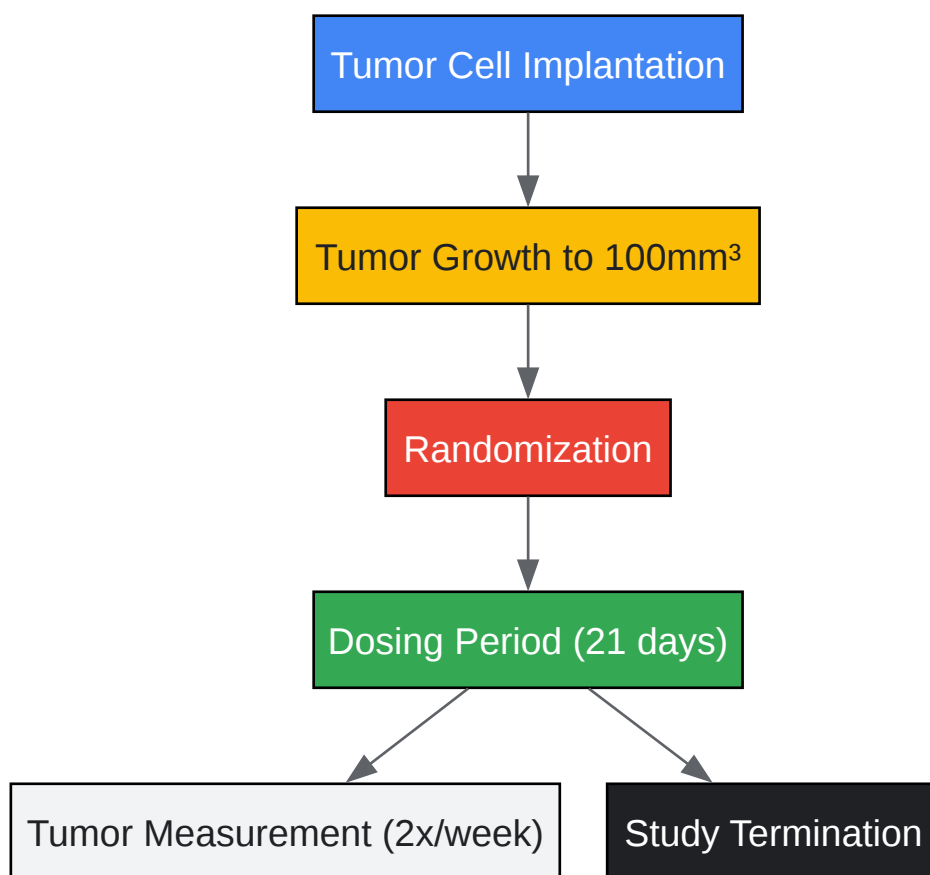 Tumor Cell Implantation
Tumor Growth to 100mm³
Randomization
Dosing Period (21 days)
Tumor Measurement (2x/week)
Study Termination